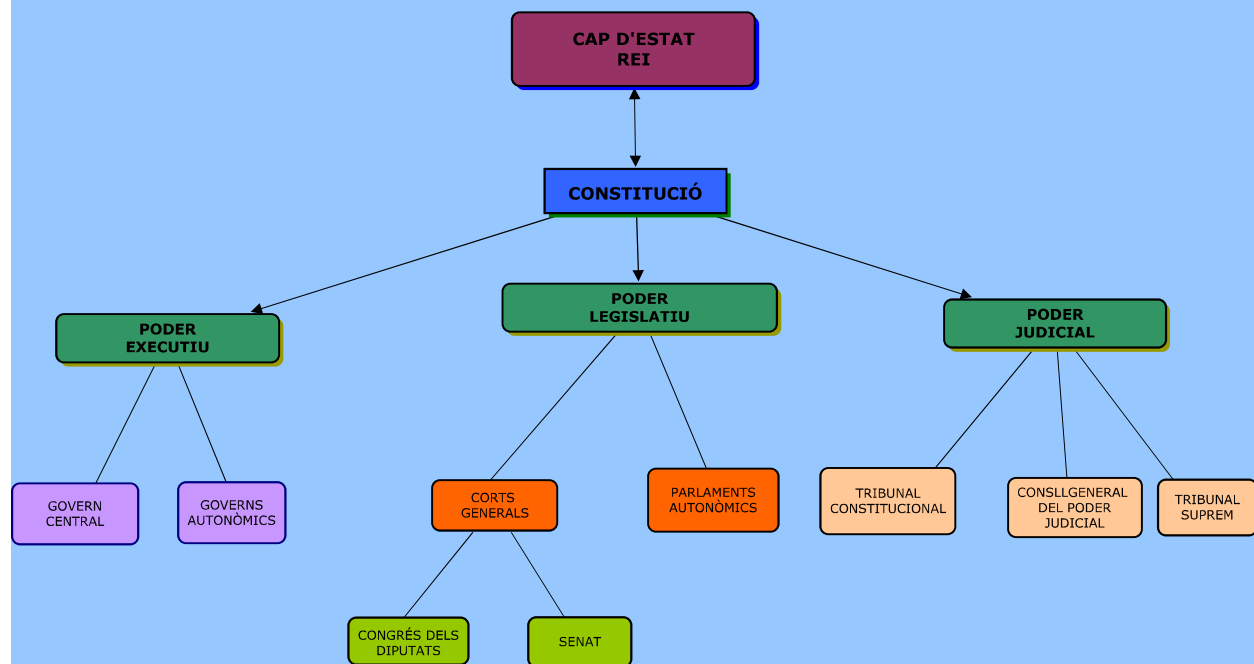 CAP D'ESTAT
REI
CONSTITUCIÓ
PODER
EXECUTIU
PODER
LEGISLATIU
PODER
JUDICIAL
GOVERN
CENTRAL
GOVERNS
AUTONÒMICS
CORTS
GENERALS
PARLAMENTS
AUTONÒMICS
TRIBUNAL
CONSTITUCIONAL
CONSLLGENERAL
DEL PODER
JUDICIAL
TRIBUNAL
SUPREM
CONGRÉS DELS
DIPUTATS
SENAT